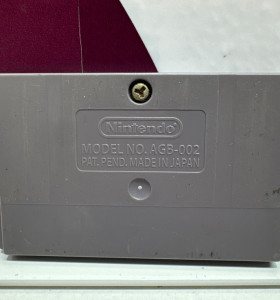 Nintendo
MODEL NO. AGB-002
PAT. PEND. MADE IN JAPAN